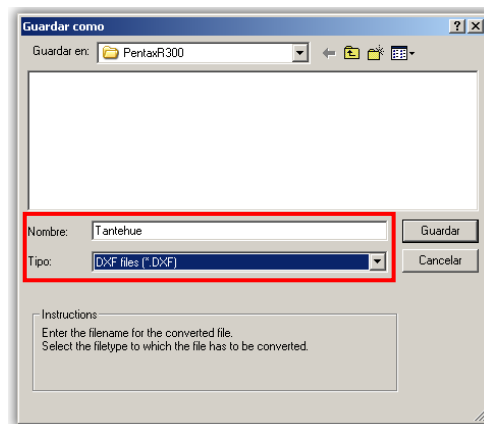 Guardar como
Guardar en: PentaxR300
Nombre: Tantehue Guardar
Tipo: DXF files (*.DXF) Cancelar
Instructions
Enter the filename for the converted file.
Select the filetype to which the file has to be converted.